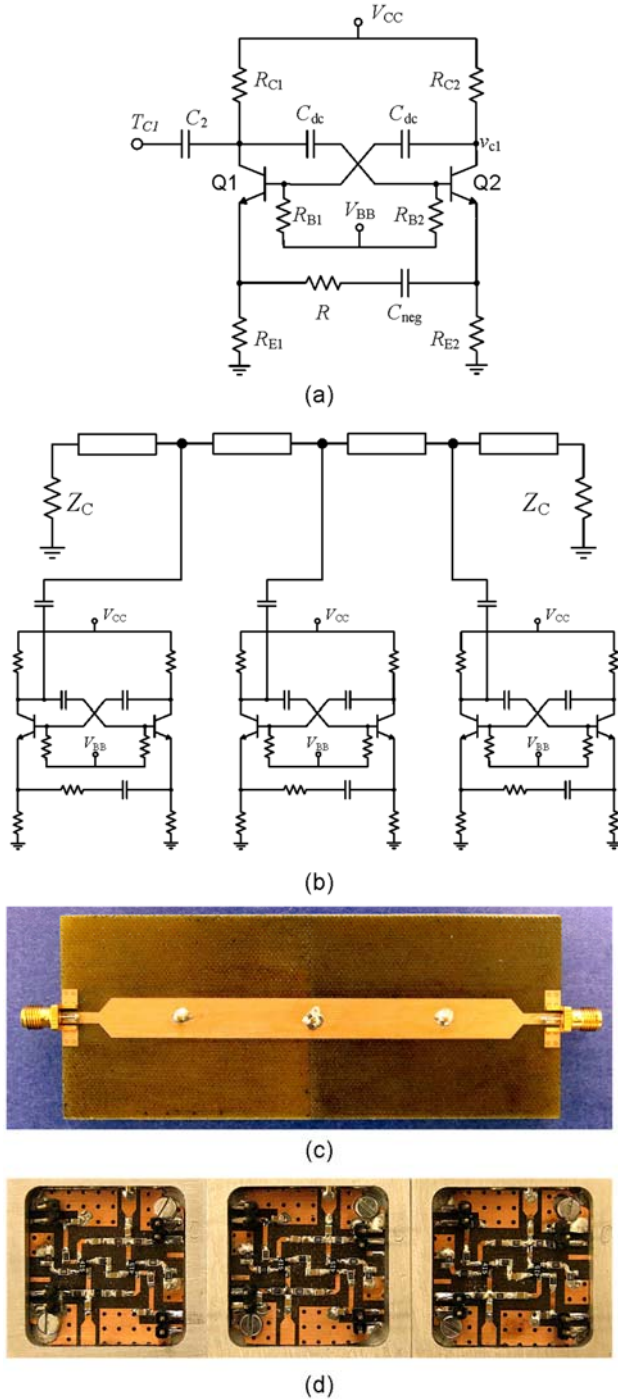 V_CC
R_C1
R_C2
T_C1
C_2
C_dc
C_dc
v_c1
Q1
Q2
R_B1
V_BB
R_B2
R
C_neg
R_E1
R_E2
(a)
Z_C
Z_C
V_CC
V_CC
V_CC
V_BB
V_BB
V_BB
(b)
(c)
(d)